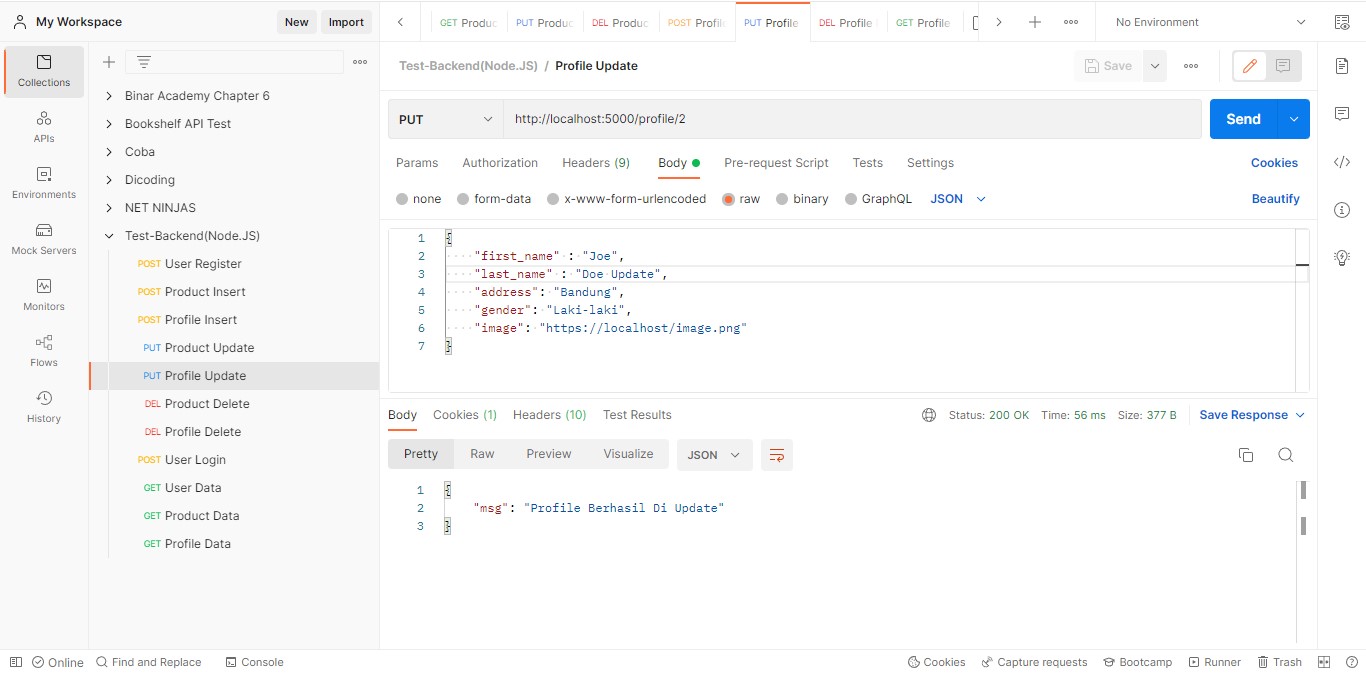 My Workspace
New
Import
GET Produc
PUT Produc
DEL Produc
POST Profil
PUT Profile
DEL Profile
GET Profile
No Environment
Collections
APIs
Environments
Mock Servers
Monitors
Flows
History
Binar Academy Chapter 6
Bookshelf API Test
Coba
Dicoding
NET NINJAS
Test-Backend(Node.JS)
POST User Register
POST Product Insert
POST Profile Insert
PUT Product Update
PUT Profile Update
DEL Product Delete
DEL Profile Delete
POST User Login
GET User Data
GET Product Data
GET Profile Data
Test-Backend(Node.JS) / Profile Update
Save
PUT
http://localhost:5000/profile/2
Send
Params Authorization Headers (9) Body Pre-request Script Tests Settings
Cookies
none form-data x-www-form-urlencoded raw binary GraphQL JSON
Beautify
1 {
2 "first_name" : "Joe",
3 "last_name" : "Doe Update",
4 "address": "Bandung",
5 "gender": "Laki-laki",
6 "image": "https://localhost/image.png"
7 }
Body Cookies (1) Headers (10) Test Results
Status: 200 OK Time: 56 ms Size: 377 B
Save Response
Pretty Raw Preview Visualize JSON
1 {
2 "msg": "Profile Berhasil Di Update"
3 }
Online
Find and Replace
Console
Cookies
Capture requests
Bootcamp
Runner
Trash